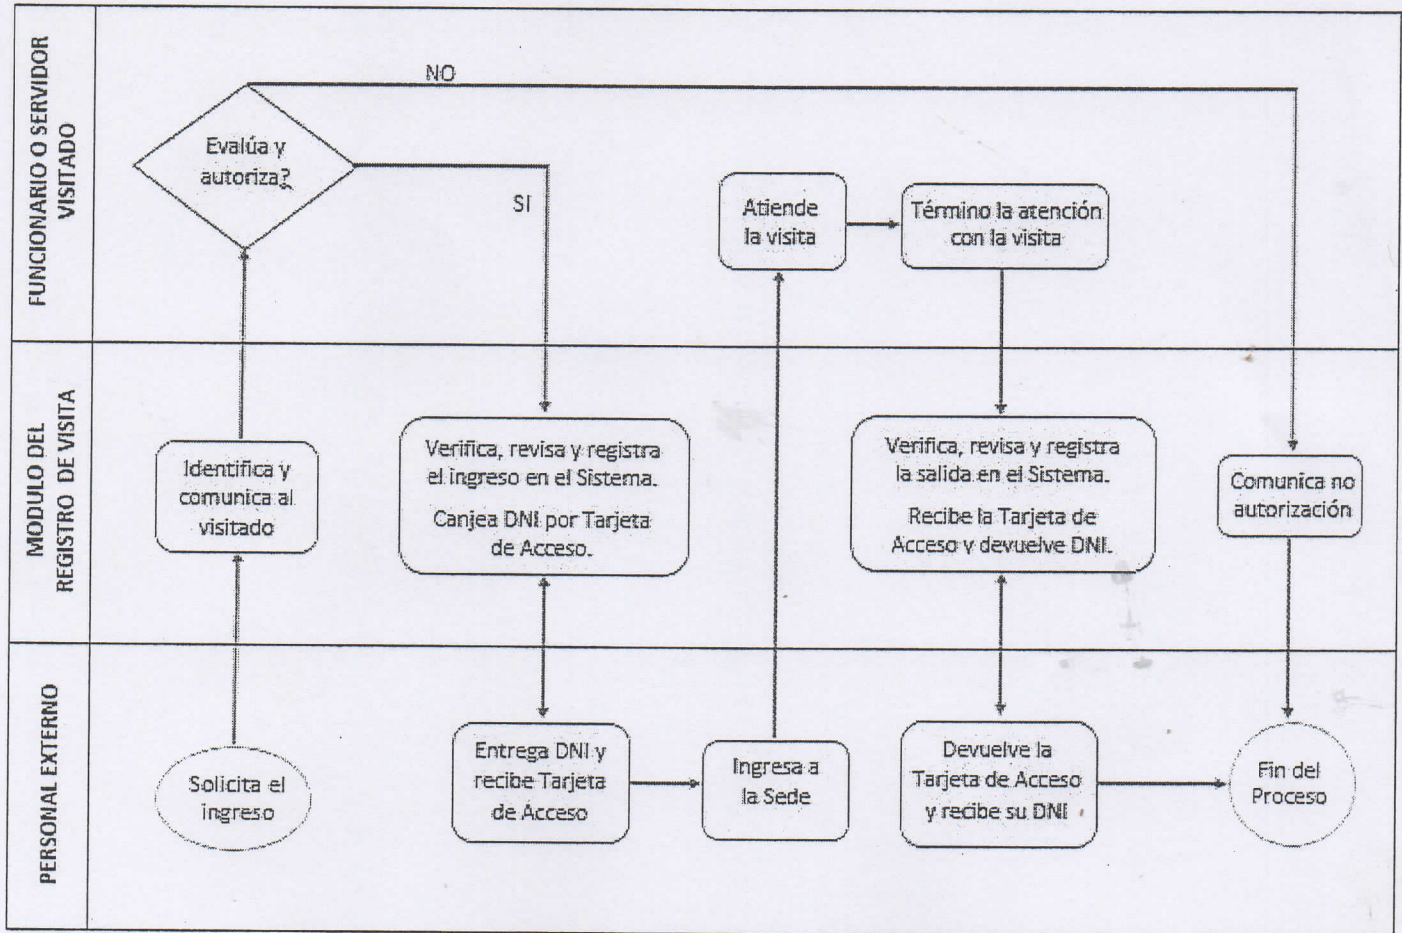 FUNCIONARIO O SERVIDOR
VISITADO
NO
Evalúa y
autoriza?
SI
Atiende
la visita
Término la atención
con la visita
MODULO DEL
REGISTRO DE VISITA
Identifica y
comunica al
visitado
Verifica, revisa y registra
el ingreso en el Sistema.
Canjea DNI por Tarjeta
de Acceso.
Verifica, revisa y registra
la salida en el Sistema.
Recibe la Tarjeta de
Acceso y devuelve DNI.
Comunica no
autorización
PERSONAL EXTERNO
Solicita el
ingreso
Entrega DNI y
recibe Tarjeta
de Acceso
Ingresa a
la Sede
Devuelve la
Tarjeta de Acceso
y recibe su DNI
Fin del
Proceso